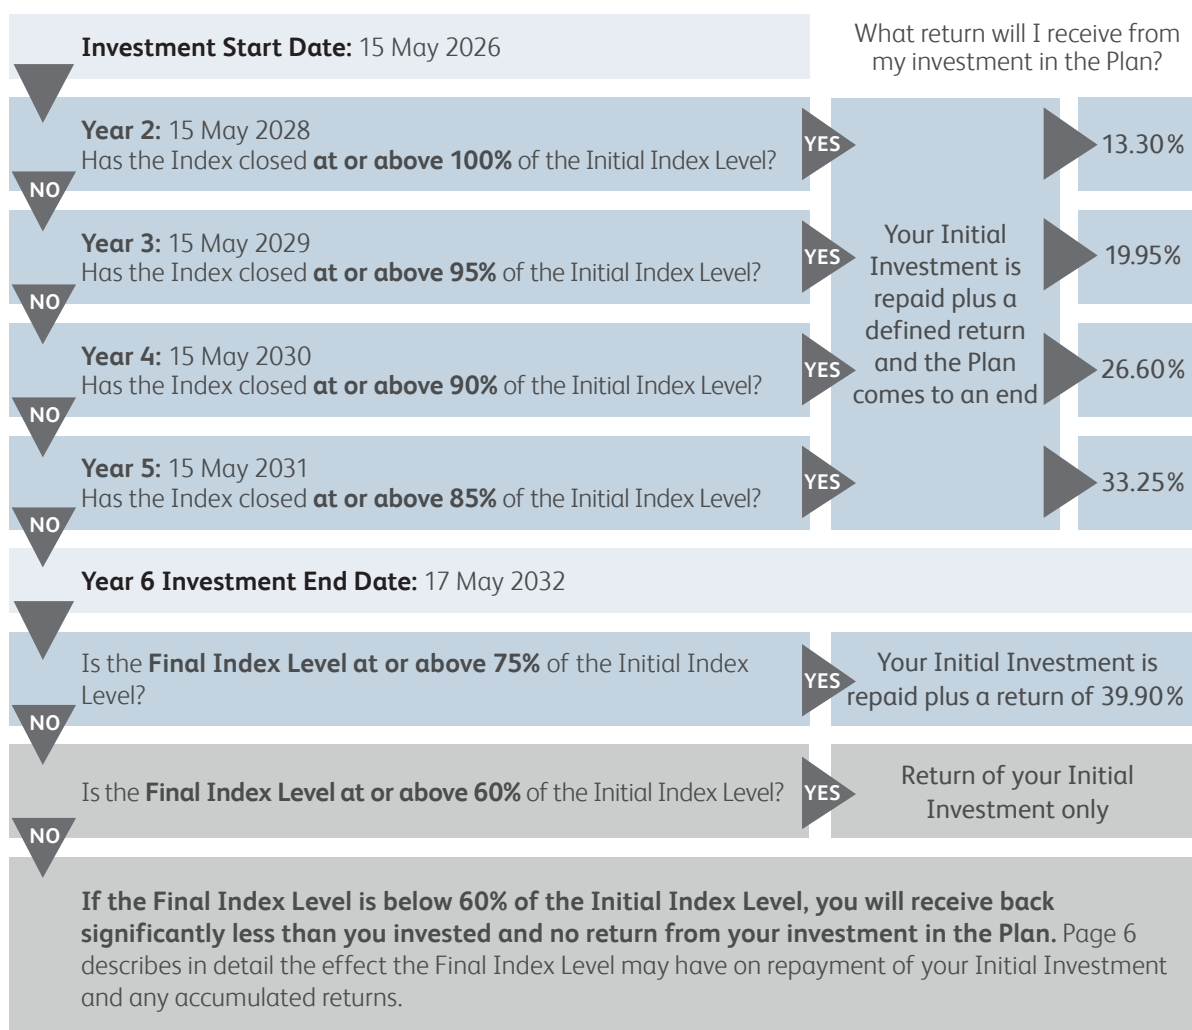 Investment Start Date: 15 May 2026
What return will I receive from
my investment in the Plan?
Year 2: 15 May 2028
Has the Index closed at or above 100% of the Initial Index Level?
YES
13.30%
NO
Year 3: 15 May 2029
Has the Index closed at or above 95% of the Initial Index Level?
YES
19.95%
NO
Year 4: 15 May 2030
Has the Index closed at or above 90% of the Initial Index Level?
YES
26.60%
NO
Year 5: 15 May 2031
Has the Index closed at or above 85% of the Initial Index Level?
YES
33.25%
NO
Your Initial
Investment is
repaid plus a
defined return
and the Plan
comes to an end
Year 6 Investment End Date: 17 May 2032
Is the Final Index Level at or above 75% of the Initial Index
Level?
YES
Your Initial Investment is
repaid plus a return of 39.90%
NO
Is the Final Index Level at or above 60% of the Initial Index Level?
YES
Return of your Initial
Investment only
NO
If the Final Index Level is below 60% of the Initial Index Level, you will receive back
significantly less than you invested and no return from your investment in the Plan. Page 6
describes in detail the effect the Final Index Level may have on repayment of your Initial Investment
and any accumulated returns.